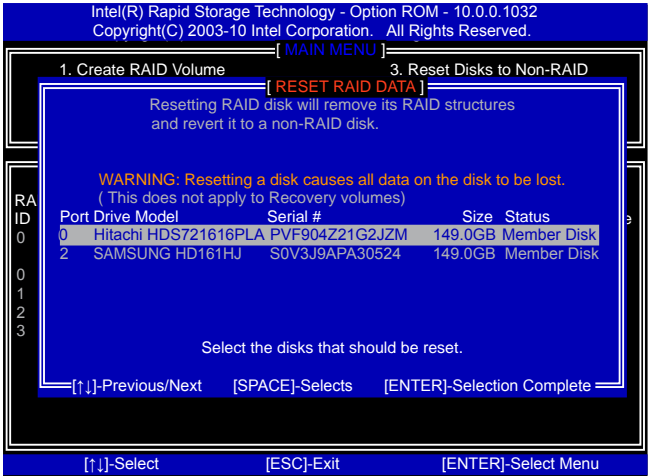 Intel(R) Rapid Storage Technology - Option ROM - 10.0.0.1032
Copyright(C) 2003-10 Intel Corporation. All Rights Reserved.
[ MAIN MENU ]
1. Create RAID Volume 3. Reset Disks to Non-RAID
[ RESET RAID DATA ]
Resetting RAID disk will remove its RAID structures
and revert it to a non-RAID disk.
WARNING: Resetting a disk causes all data on the disk to be lost.
( This does not apply to Recovery volumes)
RA
ID
Port Drive Model Serial # Size Status
0 0 Hitachi HDS721616PLA PVF904Z21G2JZM 149.0GB Member Disk
2 SAMSUNG HD161HJ S0V3J9APA30524 149.0GB Member Disk
0
1
2
3
Select the disks that should be reset.
[↑↓]-Previous/Next [SPACE]-Selects [ENTER]-Selection Complete
[↑↓]-Select [ESC]-Exit [ENTER]-Select Menu